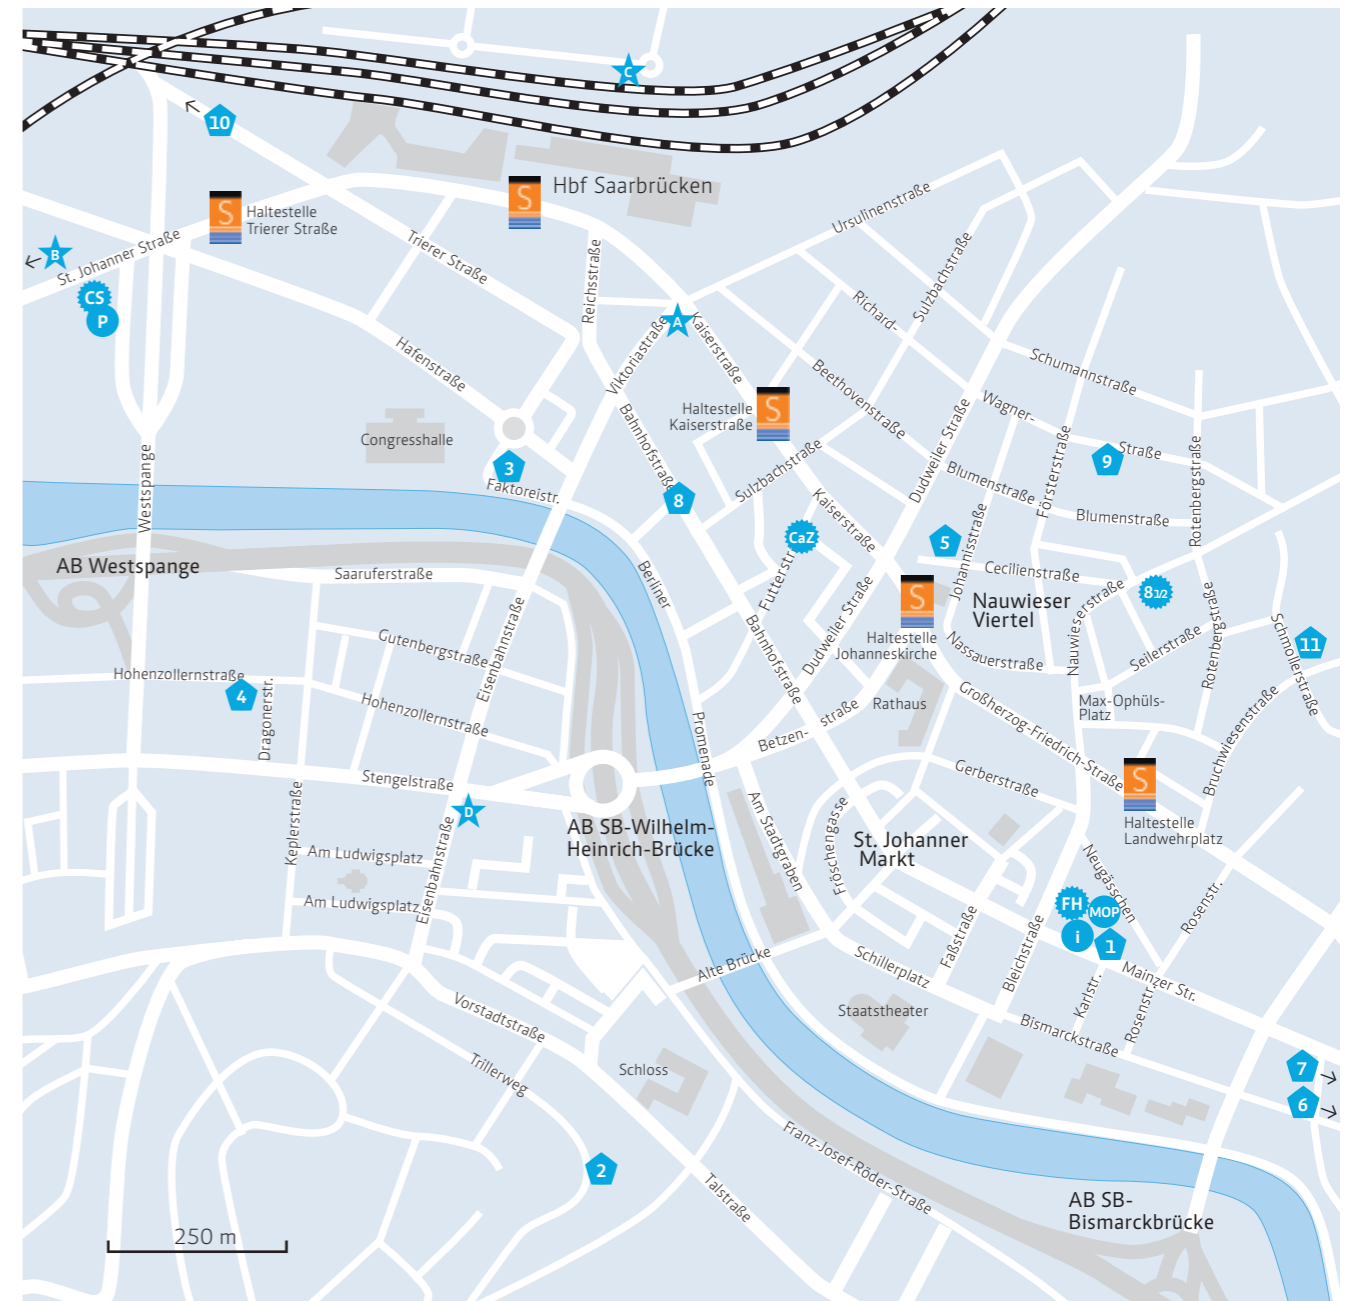 C
10
S
Hbf Saarbrücken
S
Haltestelle
Trierer Straße
Ursulinenstraße
B
St. Johanner Straße
Trierer Straße
Reichsstraße
Sulzbachstraße
CS
P
Richard-
A
Kaiserstraße
Viktoriastraße
Hafenstraße
Schumannstraße
Beethovenstraße
S
Haltestelle
Kaiserstraße
Wagner-
Straße
Bahnhofstraße
Dudweiler Straße
Congresshalle
Försterstraße
9
Rotenbergstraße
3
Faktoreistr.
Sulzbachstraße
Blumenstraße
Westspange
8
Kaiserstraße
Blumenstraße
CaZ
5
Johannisstraße
AB Westspange
Saaruferstraße
Berliner
Futterstr.
Cecilienstraße
S
Nauwieser
Viertel
8 1/2
Nauwieserstraße
Dudweiler Straße
Haltestelle
Johanneskirche
Bahnhofstraße
Gutenbergstraße
Eisenbahnstraße
Nassauerstraße
Seilerstraße
Rotenbergstraße
Schmollerstraße
11
Hohenzollernstraße
4
Dragonerstr.
Hohenzollernstraße
Großherzog-Friedrich-Straße
Max-Ophüls-
Platz
Rathaus
Promenade
Betzen-
straße
Bruchwiesenstraße
Stengelstraße
Gerberstraße
S
Haltestelle
Landwehrplatz
D
Keplerstraße
AB SB-Wilhelm-
Heinrich-Brücke
Am Stadtgraben
Fröschengasse
St. Johanner
Markt
Am Ludwigsplatz
Eisenbahnstraße
Neugässchen
Am Ludwigsplatz
FH
MOP
i
1
Rosenstr.
Faßstraße
Bleichstraße
Alte Brücke
Schillerplatz
Mainzer Str.
Karlstr.
Rosenstr.
Vorstadtstraße
Staatstheater
Bismarckstraße
Trillerweg
Schloss
7
6
Franz-Josef-Röder-Straße
2
Talstraße
AB SB-
Bismarckbrücke
250 m